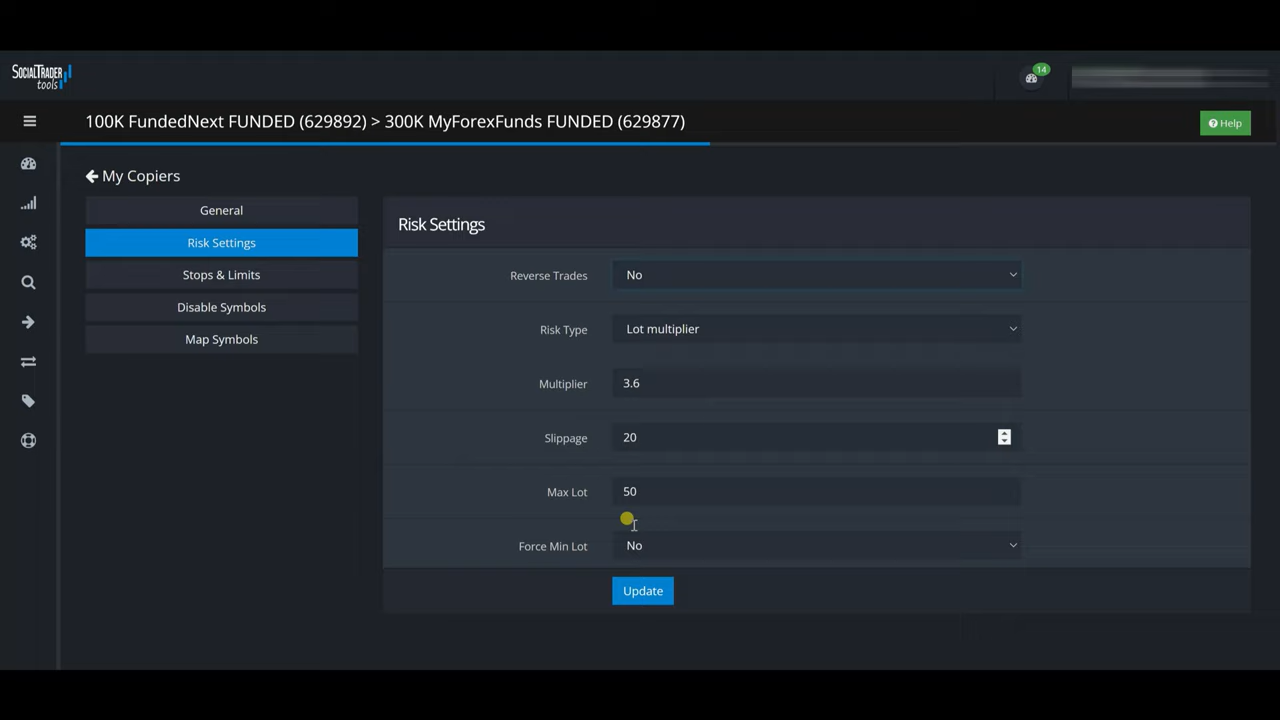 SOCIALTRADER
tools
14
100K FundedNext FUNDED (629892) > 300K MyForexFunds FUNDED (629877)
Help
My Copiers
General
Risk Settings
Stops & Limits
Disable Symbols
Map Symbols
Risk Settings
Reverse Trades No
Risk Type Lot multiplier
Multiplier 3.6
Slippage 20
Max Lot 50
Force Min Lot No
Update